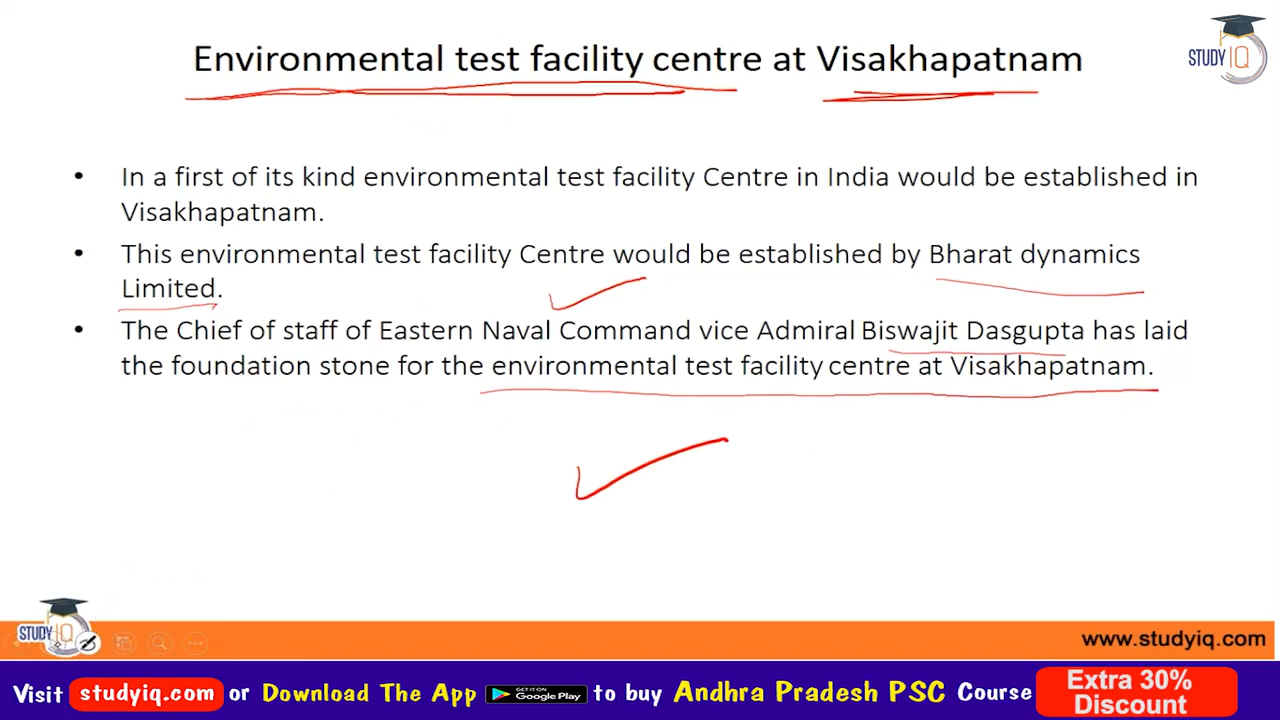 Environmental test facility centre at Visakhapatnam
STUDY IQ
• In a first of its kind environmental test facility Centre in India would be established in
Visakhapatnam.
• This environmental test facility Centre would be established by Bharat dynamics
Limited.
• The Chief of staff of Eastern Naval Command vice Admiral Biswajit Dasgupta has laid
the foundation stone for the environmental test facility centre at Visakhapatnam.
STUDY IQ
www.studyiq.com
Visit studyiq.com or Download The App GET IT ON Google Play to buy Andhra Pradesh PSC Course Extra 30%
Discount